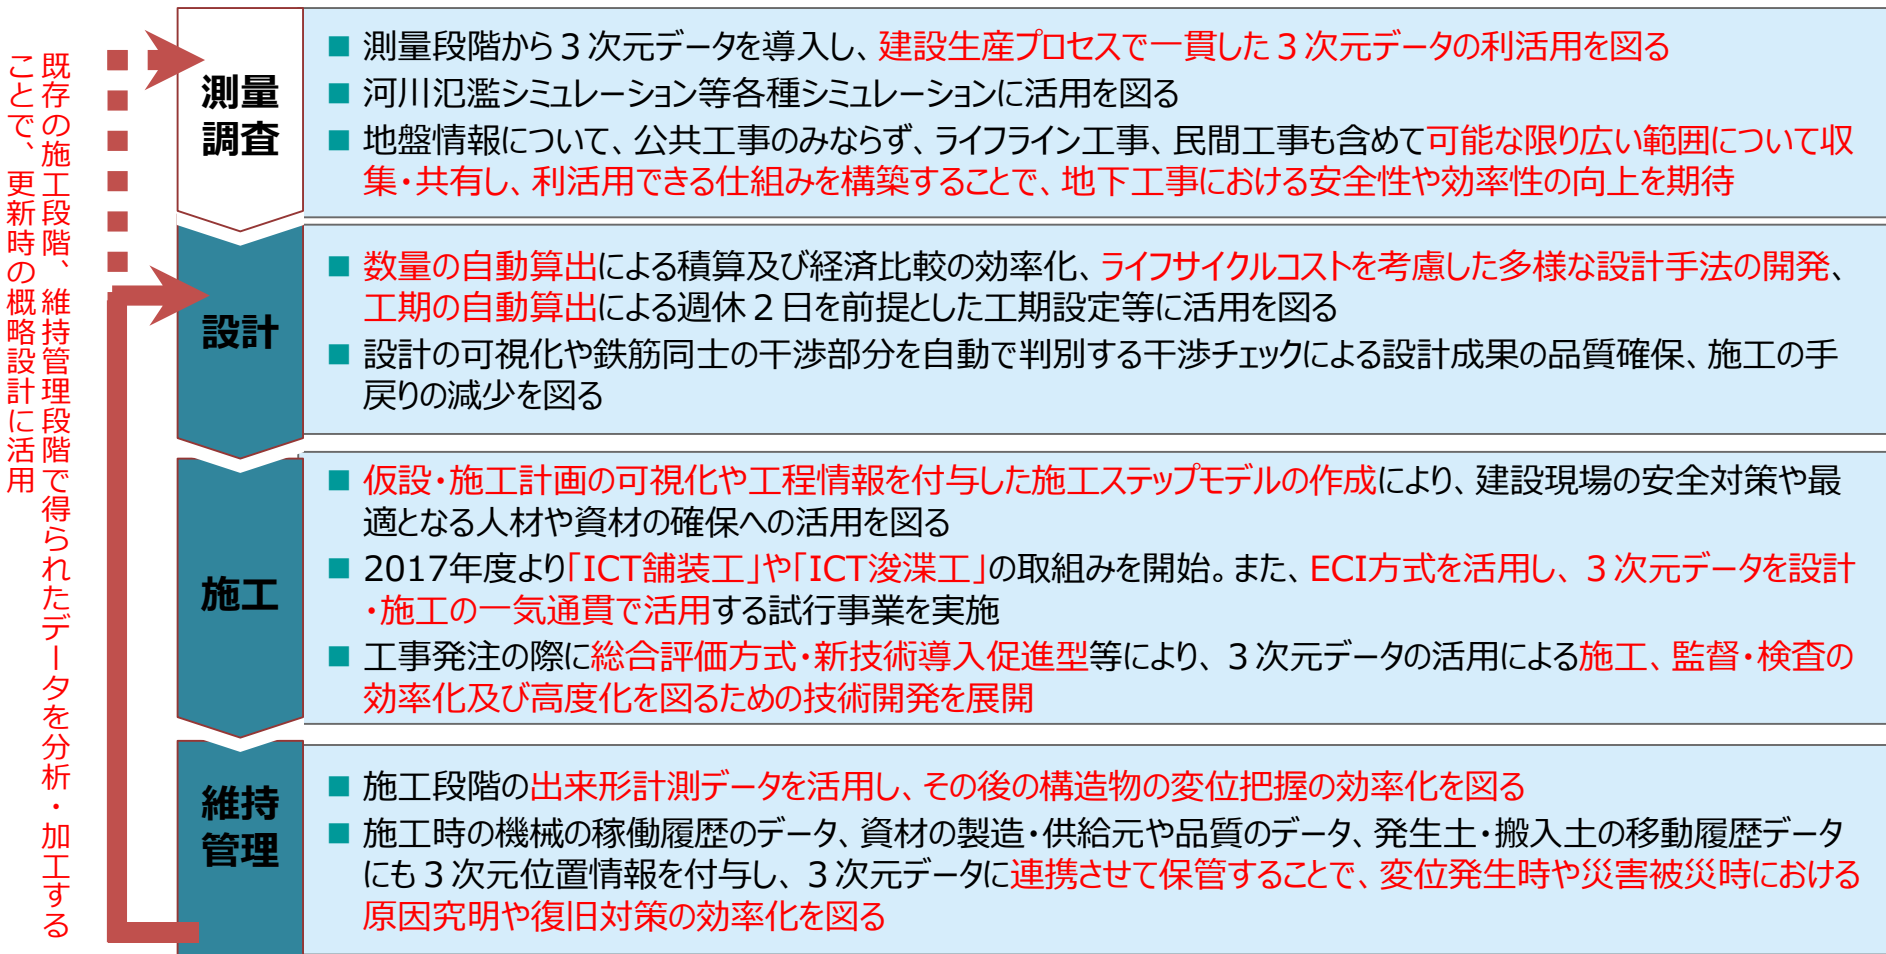 既存の施工段階、維持管理段階で得られたデータを分析・加工する
ことで、更新時の概略設計に活用
測量
調査
■ 測量段階から３次元データを導入し、建設生産プロセスで一貫した３次元データの利活用を図る
■ 河川氾濫シミュレーション等各種シミュレーションに活用を図る
■ 地盤情報について、公共工事のみならず、ライフライン工事、民間工事も含めて可能な限り広い範囲について収
集・共有し、利活用できる仕組みを構築することで、地下工事における安全性や効率性の向上を期待
設計
■ 数量の自動算出による積算及び経済比較の効率化、ライフサイクルコストを考慮した多様な設計手法の開発、
工期の自動算出による週休２日を前提とした工期設定等に活用を図る
■ 設計の可視化や鉄筋同士の干渉部分を自動で判別する干渉チェックによる設計成果の品質確保、施工の手
戻りの減少を図る
施工
■ 仮設・施工計画の可視化や工程情報を付与した施工ステップモデルの作成により、建設現場の安全対策や最
適となる人材や資材の確保への活用を図る
■ 2017年度より「ICT舗装工」や「ICT浚渫工」の取組みを開始。また、ECI方式を活用し、３次元データを設計
・施工の一気通貫で活用する試行事業を実施
■ 工事発注の際に総合評価方式・新技術導入促進型等により、３次元データの活用による施工、監督・検査の
効率化及び高度化を図るための技術開発を展開
維持
管理
■ 施工段階の出来形計測データを活用し、その後の構造物の変位把握の効率化を図る
■ 施工時の機械の稼働履歴のデータ、資材の製造・供給元や品質のデータ、発生土・搬入土の移動履歴データ
にも３次元位置情報を付与し、３次元データに連携させて保管することで、変位発生時や災害被災時における
原因究明や復旧対策の効率化を図る